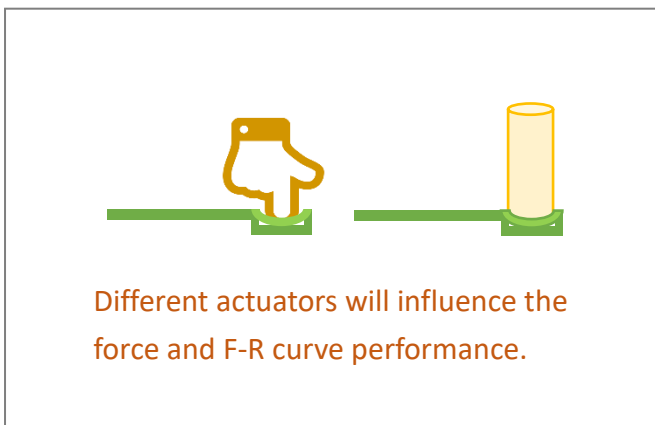 Different actuators will influence the
force and F-R curve performance.